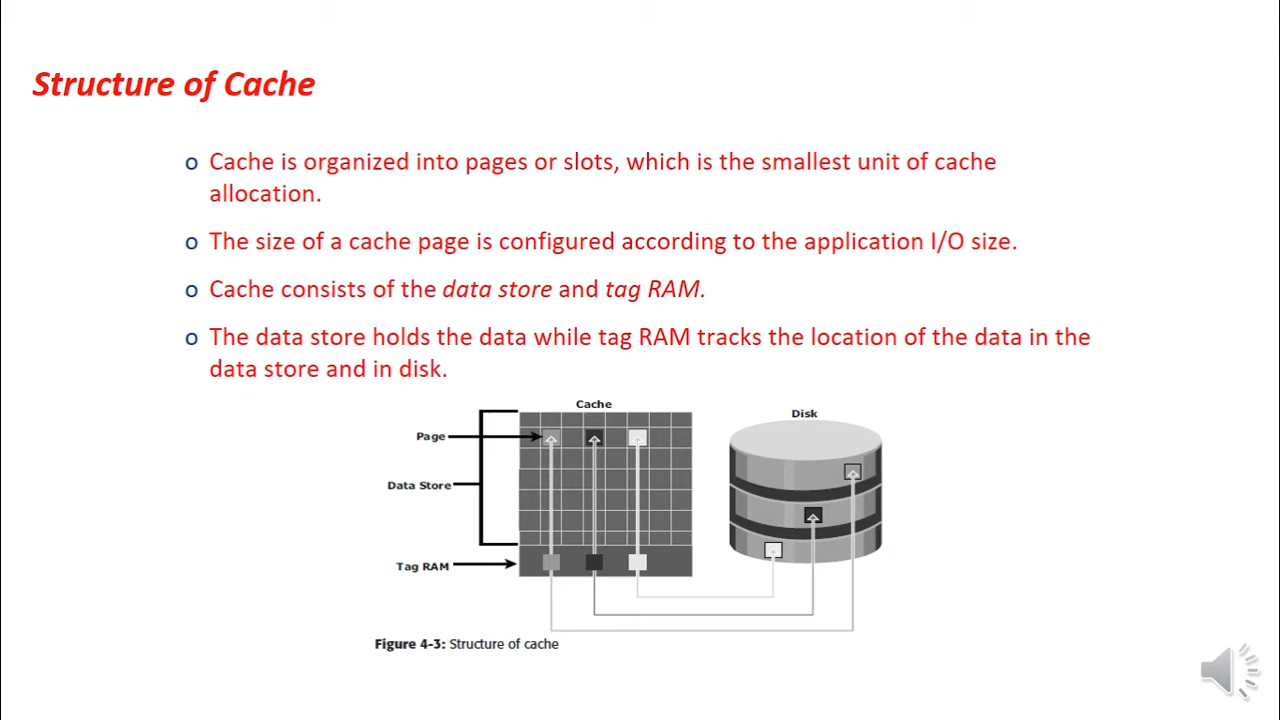 Structure of Cache
o Cache is organized into pages or slots, which is the smallest unit of cache
allocation.
o The size of a cache page is configured according to the application I/O size.
o Cache consists of the data store and tag RAM.
o The data store holds the data while tag RAM tracks the location of the data in the
data store and in disk.
Cache
Disk
Page
Data Store
Tag RAM
Figure 4-3: Structure of cache